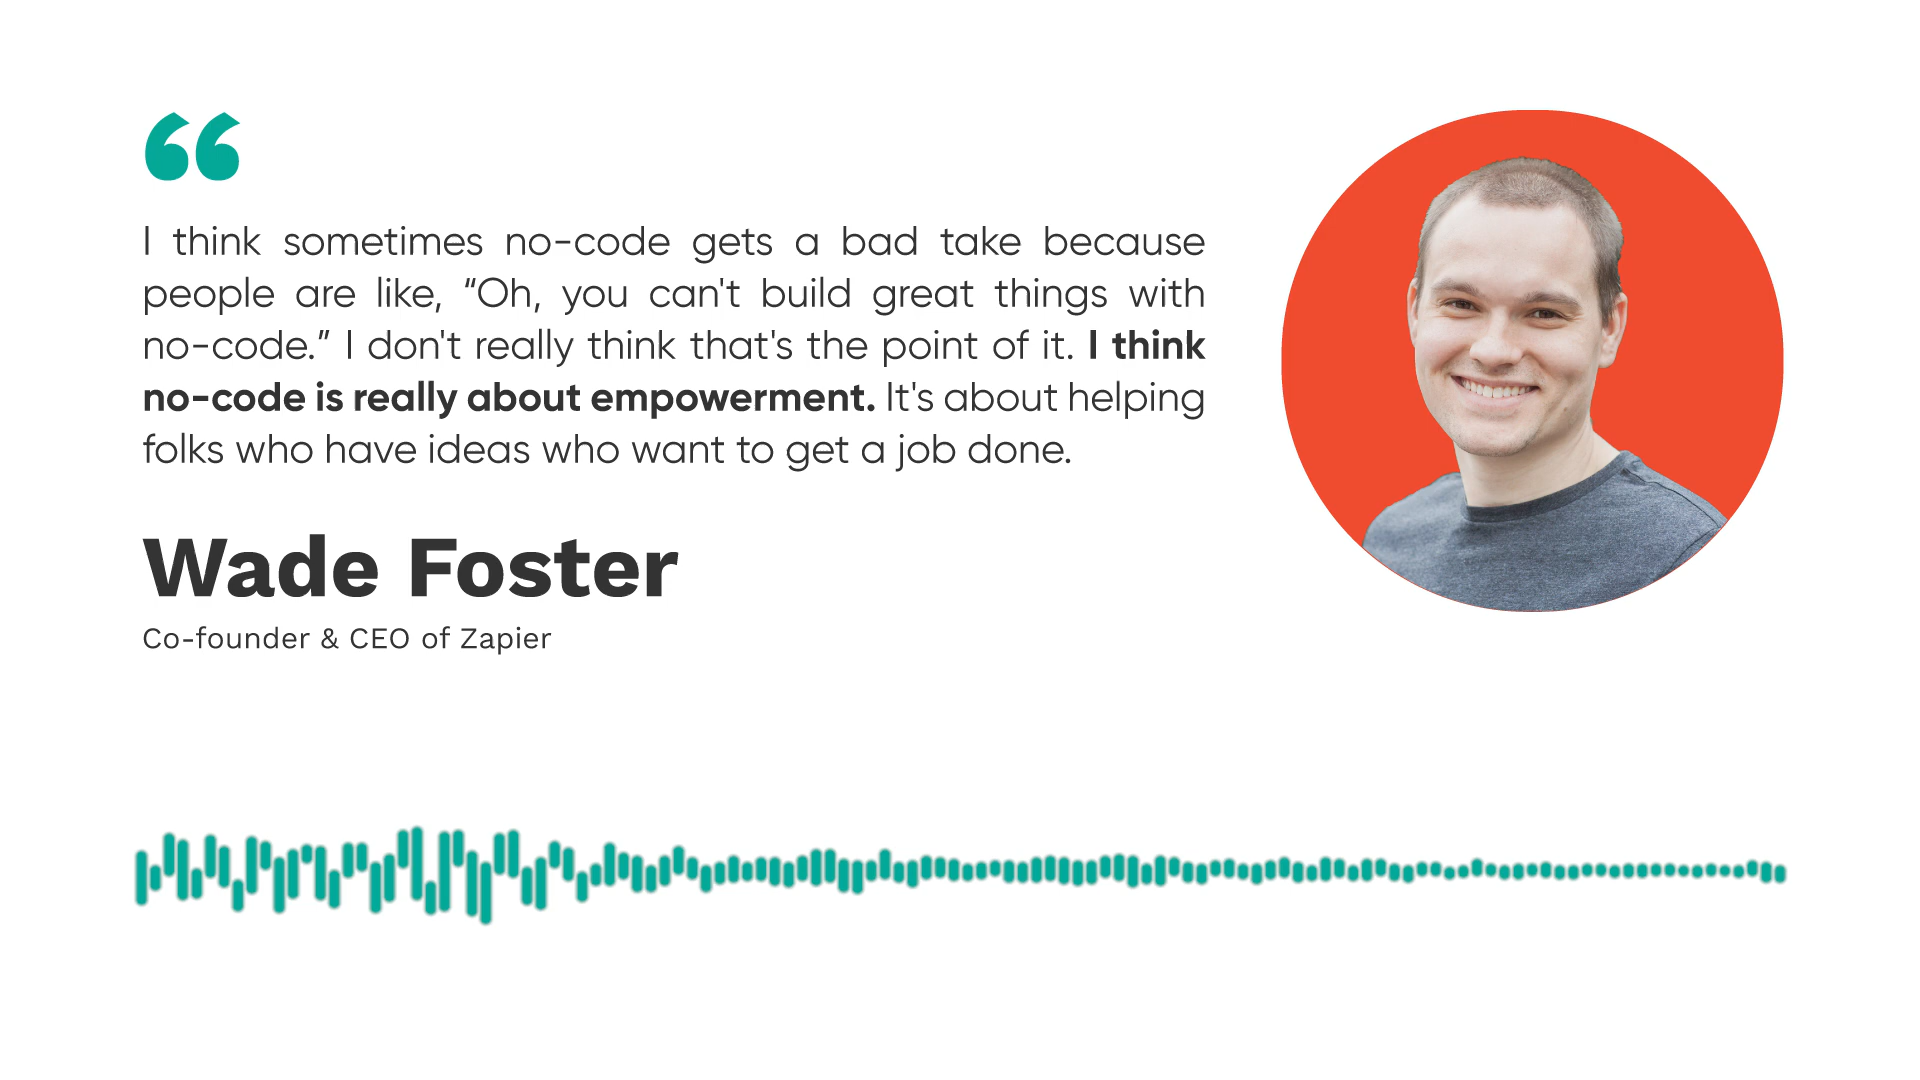 “
I think sometimes no-code gets a bad take because
people are like, “Oh, you can't build great things with
no-code.” I don't really think that's the point of it. I think
no-code is really about empowerment. It's about helping
folks who have ideas who want to get a job done.
Wade Foster
Co-founder & CEO of Zapier